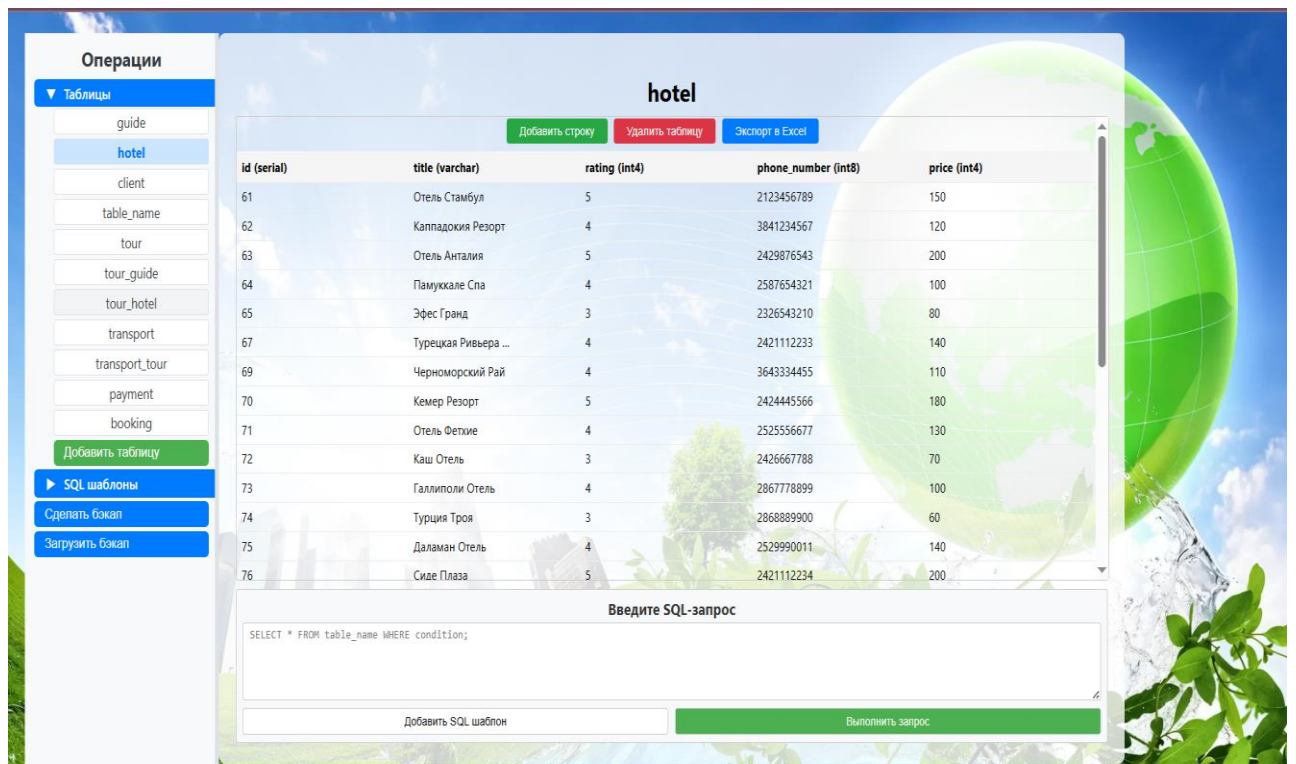 Операции
▼ Таблицы
guide
hotel
client
table_name
tour
tour_guide
tour_hotel
transport
transport_tour
payment
booking
Добавить таблицу
▶ SQL шаблоны
Сделать бэкап
Загрузить бэкап
hotel
Добавить строку Удалить таблицу Экспорт в Excel
id (serial) title (varchar) rating (int4) phone_number (int8) price (int4)
61 Отель Стамбул 5 2123456789 150
62 Каппадокия Резорт 4 3841234567 120
63 Отель Анталия 5 2429876543 200
64 Памуккале Спа 4 2587654321 100
65 Эфес Гранд 3 2326543210 80
67 Турецкая Ривьера ... 4 2421112233 140
69 Черноморский Рай 4 3643334455 110
70 Кемер Резорт 5 2424445566 180
71 Отель Фетхие 4 2525556677 130
72 Каш Отель 3 2426667788 70
73 Галлиполи Отель 4 2867778899 100
74 Турция Троя 3 2868889900 60
75 Даламан Отель 4 2529990011 140
76 Сиде Плаза 5 2421112234 200
Введите SQL-запрос
SELECT * FROM table_name WHERE condition;
Добавить SQL шаблон Выполнить запрос